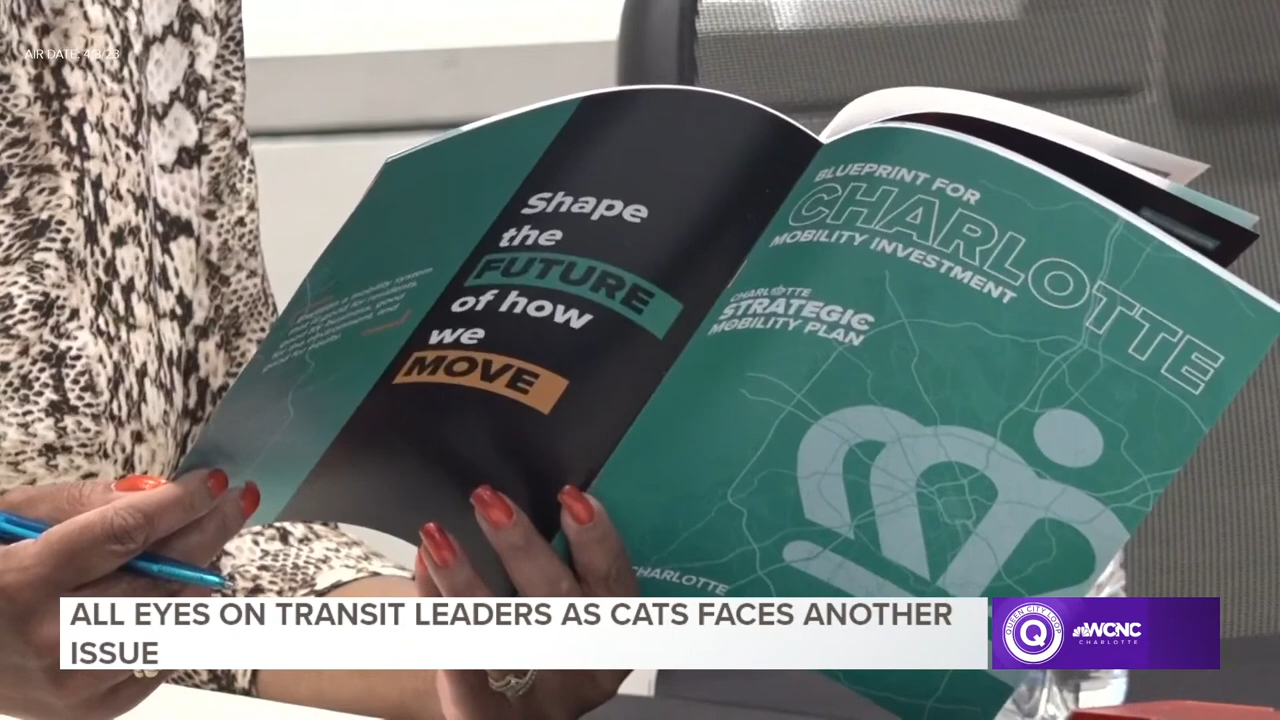 AIR DATE: 4/3/23
Shape
the
FUTURE
of how
we
MOVE
BLUEPRINT FOR
CHARLOTTE
MOBILITY INVESTMENT
CHARLOTTE
STRATEGIC
MOBILITY PLAN
CHARLOTTE
ALL EYES ON TRANSIT LEADERS AS CATS FACES ANOTHER
ISSUE
QUEEN CITY LOOP
Q
WCNC
CHARLOTTE